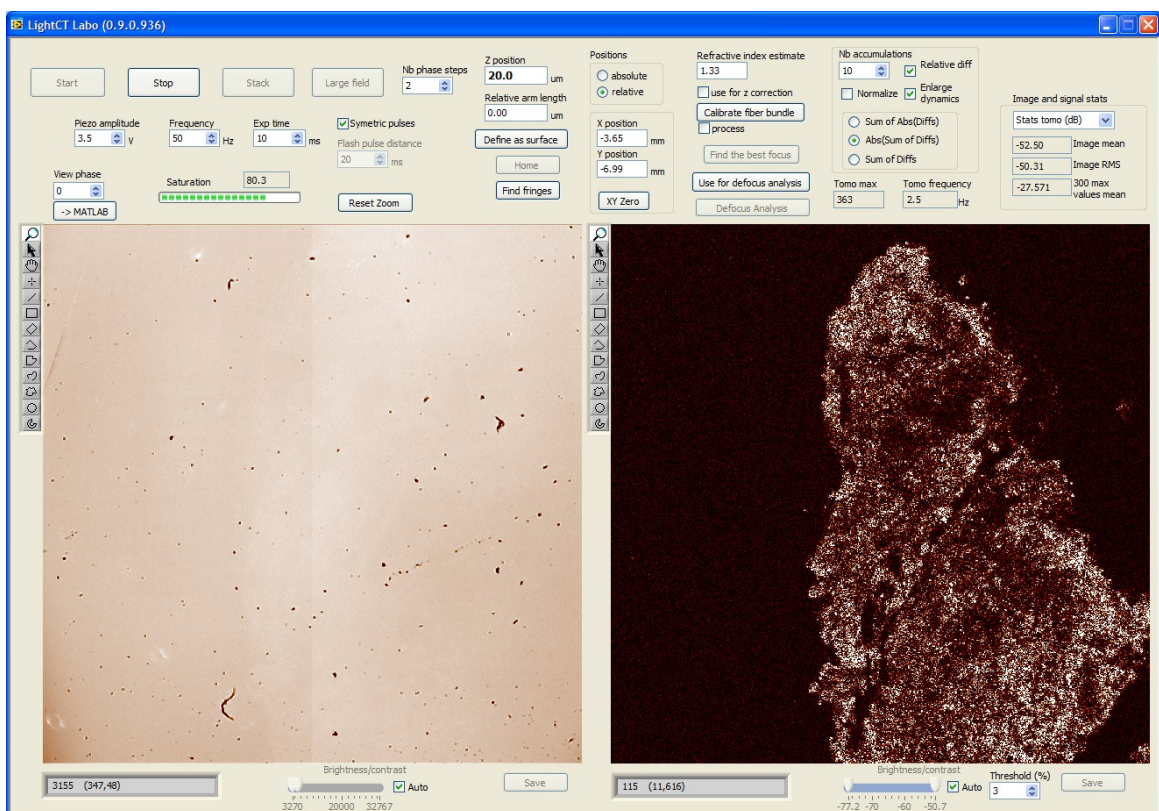 LightCT Labo (0.9.0.936)
Start
Stop
Stack
Large field
Nb phase steps
2
Z position
20.0 um
Relative arm length
0.00 um
Define as surface
Home
Find fringes
Positions
absolute
relative
X position
-3.65 mm
Y position
-6.99 mm
XY Zero
Refractive index estimate
1.33
use for z correction
Calibrate fiber bundle
process
Find the best focus
Use for defocus analysis
Defocus Analysis
Nb accumulations
10
Relative diff
Normalize
Enlarge
dynamics
Sum of Abs(Diffs)
Abs(Sum of Diffs)
Sum of Diffs
Tomo max
363
Tomo frequency
2.5 Hz
Image and signal stats
Stats tomo (dB)
-52.50 Image mean
-50.31 Image RMS
-27.571 300 max
values mean
Piezo amplitude
3.5 V
Frequency
50 Hz
Exp time
10 ms
Symetric pulses
Flash pulse distance
20 ms
View phase
0
-> MATLAB
Saturation 80.3
Reset Zoom
3155 (347,48)
Brightness/contrast
Auto
3270 20000 32767
Save
115 (11,616)
Brightness/contrast
Auto
-77.2 -70 -60 -50.7
Threshold (%)
3
Save